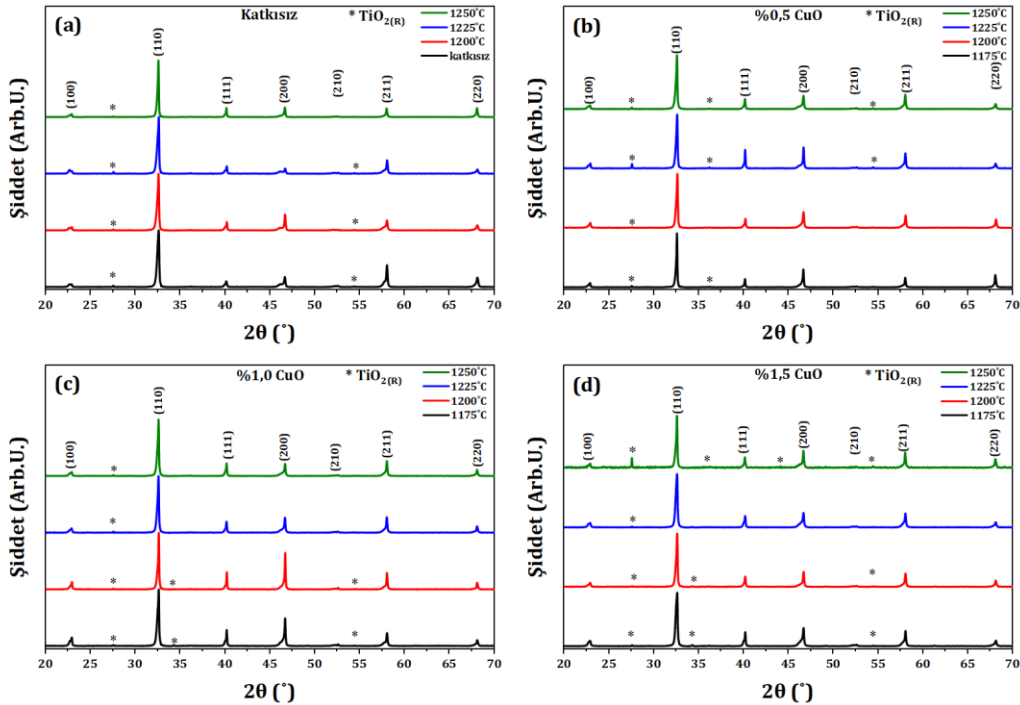 (a)
Katkısız
* TiO2(R)
1250°C
1225°C
1200°C
katkısız
(100)
*
(110)
(111)
(200)
(210)
(211)
(220)
* *
* *
* *
Şiddet (Arb.U.)
20 25 30 35 40 45 50 55 60 65 70
2θ (°)
(b)
%0,5 CuO
* TiO2(R)
1250°C
1225°C
1200°C
1175°C
(100)
(110)
(111)
(200)
(210)
(211)
(220)
* * *
* * *
*
* *
Şiddet (Arb.U.)
20 25 30 35 40 45 50 55 60 65 70
2θ (°)
(c)
%1,0 CuO
* TiO2(R)
1250°C
1225°C
1200°C
1175°C
(100)
(110)
(111)
(200)
(210)
(211)
(220)
*
*
* * *
* * *
Şiddet (Arb.U.)
20 25 30 35 40 45 50 55 60 65 70
2θ (°)
(d)
%1,5 CuO
* TiO2(R)
1250°C
1225°C
1200°C
1175°C
(100)
(110)
(111)
(200)
(210)
(211)
(220)
* * * *
*
* * *
* * *
Şiddet (Arb.U.)
20 25 30 35 40 45 50 55 60 65 70
2θ (°)